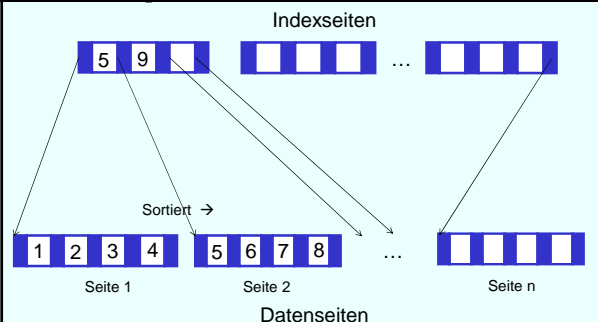 Indexseiten
5 9 ...
Sortiert →
1 2 3 4 5 6 7 8 ...
Seite 1 Seite 2 Seite n
Datenseiten